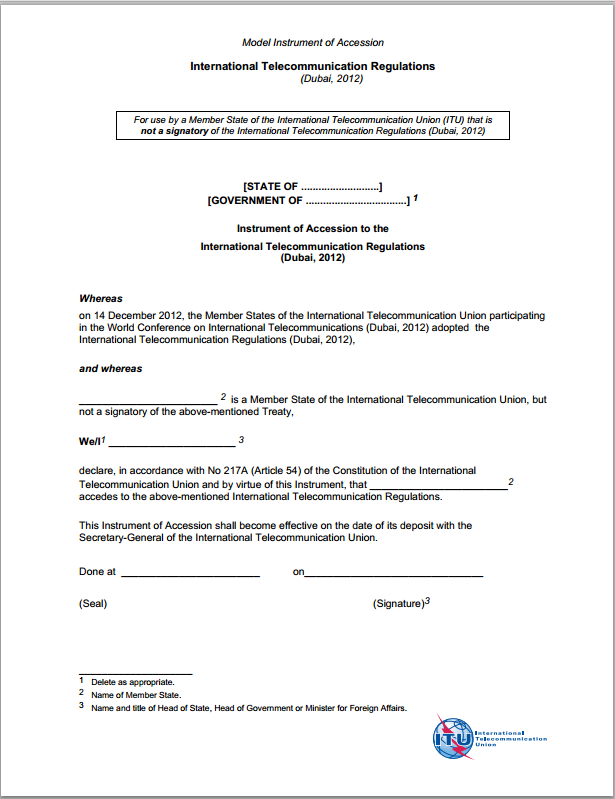 Model Instrument of Accession
International Telecommunication Regulations
(Dubai, 2012)
For use by a Member State of the International Telecommunication Union (ITU) that is
not a signatory of the International Telecommunication Regulations (Dubai, 2012)
[STATE OF ...........................]
[GOVERNMENT OF ...................................] 1
Instrument of Accession to the
International Telecommunication Regulations
(Dubai, 2012)
Whereas
on 14 December 2012, the Member States of the International Telecommunication Union participating
in the World Conference on International Telecommunications (Dubai, 2012) adopted the
International Telecommunication Regulations (Dubai, 2012),
and whereas
________________________ 2 is a Member State of the International Telecommunication Union, but
not a signatory of the above-mentioned Treaty,
We/I1 ______________________ 3
declare, in accordance with No 217A (Article 54) of the Constitution of the International
Telecommunication Union and by virtue of this Instrument, that ________________________2
accedes to the above-mentioned International Telecommunication Regulations.
This Instrument of Accession shall become effective on the date of its deposit with the
Secretary-General of the International Telecommunication Union.
Done at ________________________ on_______________________________
(Seal) (Signature)3
1 Delete as appropriate.
2 Name of Member State.
3 Name and title of Head of State, Head of Government or Minister for Foreign Affairs.
ITU
International
Telecommunication
Union